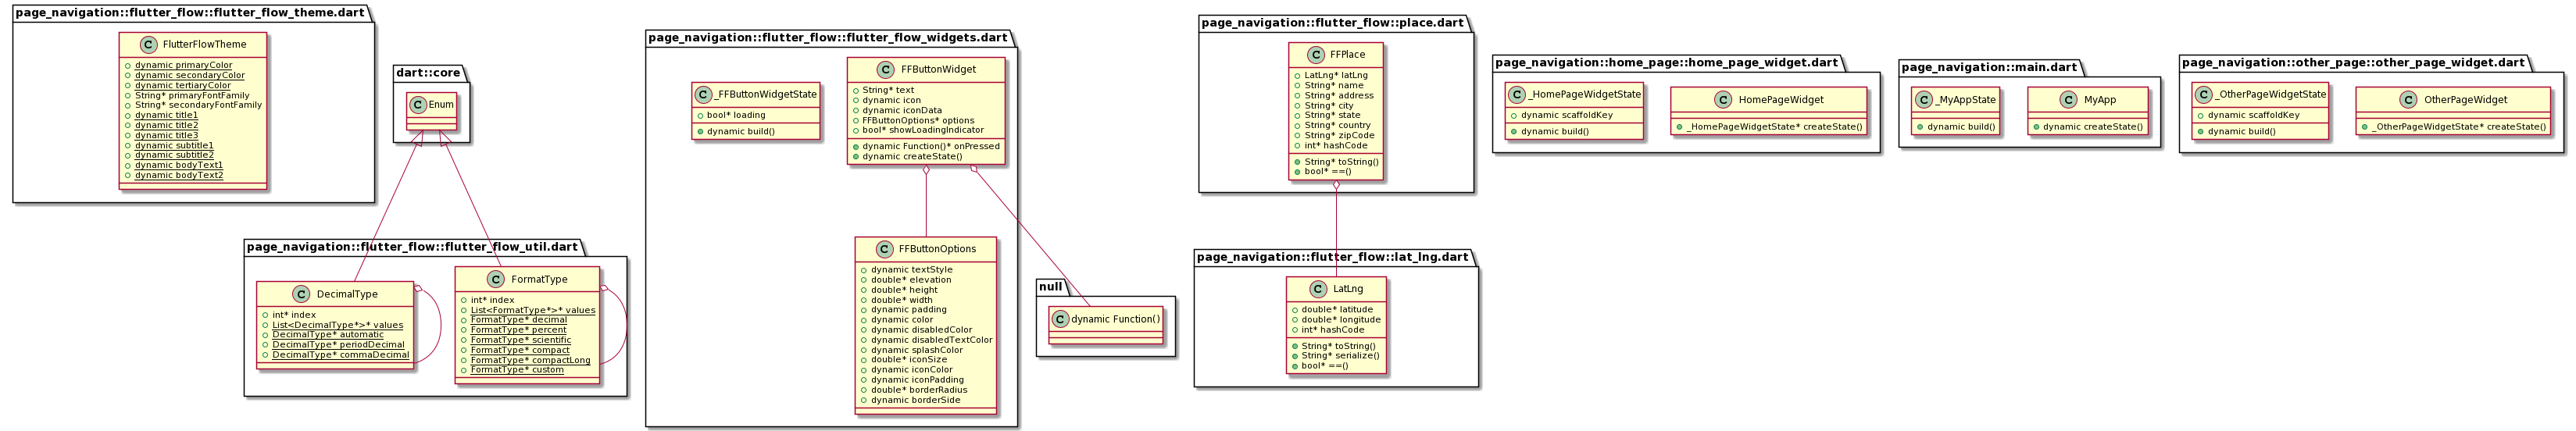 page_navigation::flutter_flow::flutter_flow_theme.dart
C FlutterFlowTheme
dynamic primaryColor
dynamic secondaryColor
dynamic tertiaryColor
String* primaryFontFamily
String* secondaryFontFamily
dynamic title1
dynamic title2
dynamic title3
dynamic subtitle1
dynamic subtitle2
dynamic bodyText1
dynamic bodyText2
dart::core
C Enum
page_navigation::flutter_flow::flutter_flow_util.dart
C DecimalType
int* index
List<DecimalType*>* values
DecimalType* automatic
DecimalType* periodDecimal
DecimalType* commaDecimal
C FormatType
int* index
List<FormatType*>* values
FormatType* decimal
FormatType* percent
FormatType* scientific
FormatType* compact
FormatType* compactLong
FormatType* custom
page_navigation::flutter_flow::flutter_flow_widgets.dart
C _FFButtonWidgetState
bool* loading
dynamic build()
C FFButtonWidget
String* text
dynamic icon
dynamic iconData
FFButtonOptions* options
bool* showLoadingIndicator
dynamic Function()* onPressed
dynamic createState()
C FFButtonOptions
dynamic textStyle
double* elevation
double* height
double* width
dynamic padding
dynamic color
dynamic disabledColor
dynamic disabledTextColor
dynamic splashColor
double* iconSize
dynamic iconColor
dynamic iconPadding
double* borderRadius
dynamic borderSide
null
C dynamic Function()
page_navigation::flutter_flow::place.dart
C FFPlace
LatLng* latLng
String* name
String* address
String* city
String* state
String* country
String* zipCode
int* hashCode
String* toString()
bool* ==()
page_navigation::flutter_flow::lat_lng.dart
C LatLng
double* latitude
double* longitude
int* hashCode
String* toString()
String* serialize()
bool* ==()
page_navigation::home_page::home_page_widget.dart
C _HomePageWidgetState
dynamic scaffoldKey
dynamic build()
C HomePageWidget
_HomePageWidgetState* createState()
page_navigation::main.dart
C _MyAppState
dynamic build()
C MyApp
dynamic createState()
page_navigation::other_page::other_page_widget.dart
C _OtherPageWidgetState
dynamic scaffoldKey
dynamic build()
C OtherPageWidget
_OtherPageWidgetState* createState()